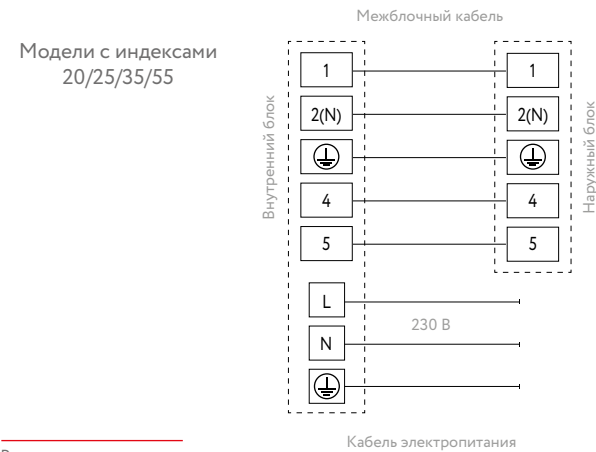 Межблочный кабель
Модели с индексами
20/25/35/55
Внутренний блок
Наружный блок
1 1
2(N) 2(N)
4 4
5 5
L
230 В
N
Кабель электропитания